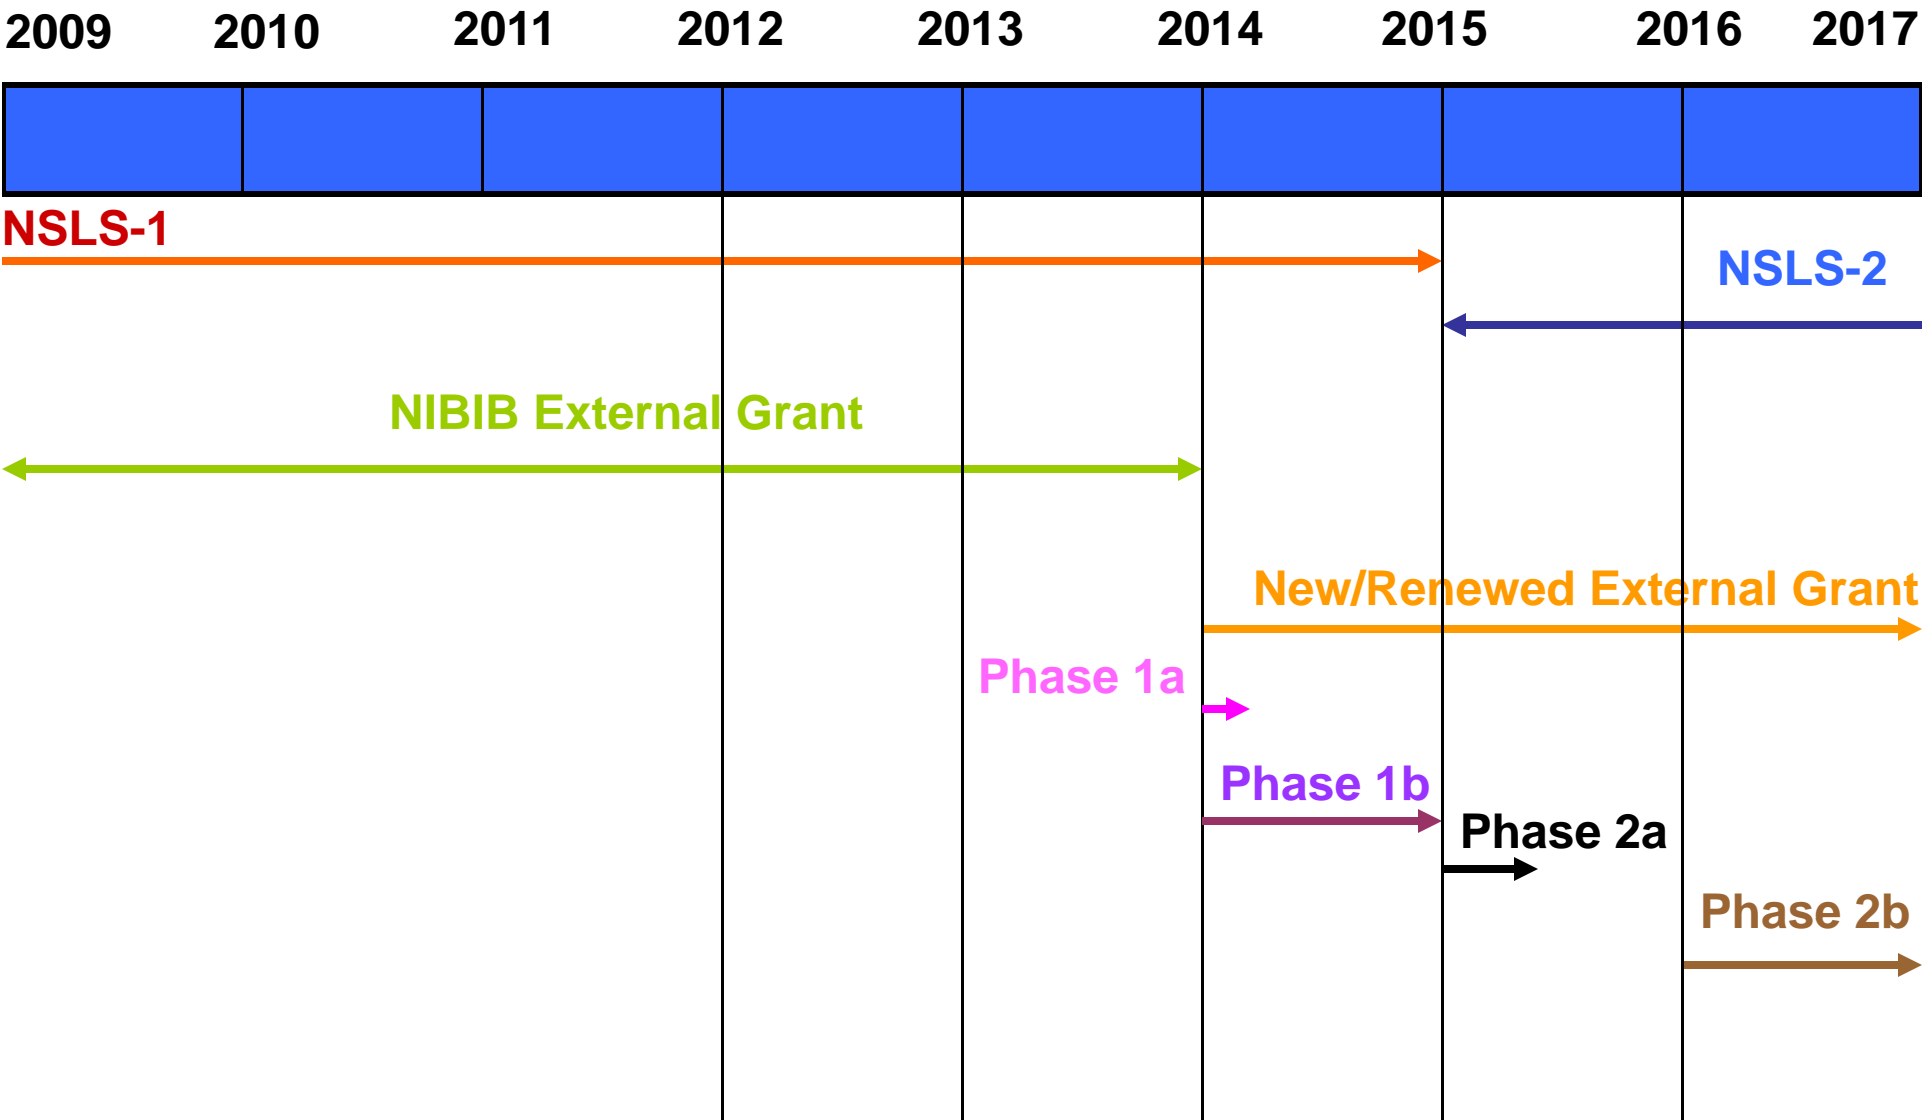 2009 2010 2011 2012 2013 2014 2015 2016 2017
NSLS-1
NSLS-2
NIBIB External Grant
New/Renewed External Grant
Phase 1a
Phase 1b
Phase 2a
Phase 2b